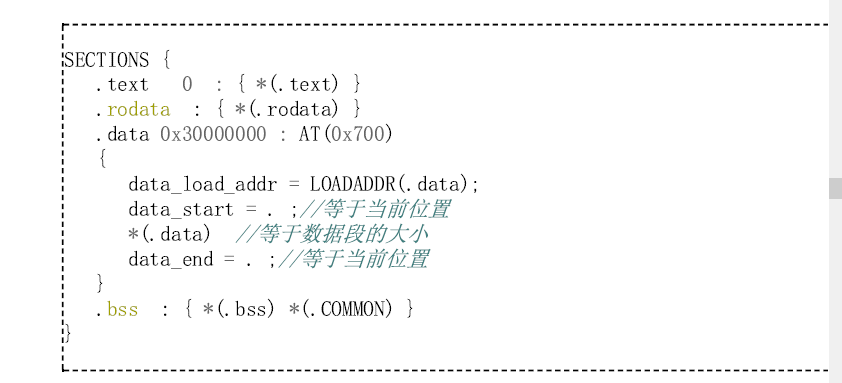 SECTIONS {
.text 0 : { *(.text) }
.rodata : { *(.rodata) }
.data 0x30000000 : AT(0x700)
{
data_load_addr = LOADADDR(.data);
data_start = . ;//等于当前位置
*(.data) //等于数据段的大小
data_end = . ;//等于当前位置
}
.bss : { *(.bss) *(.COMMON) }
}